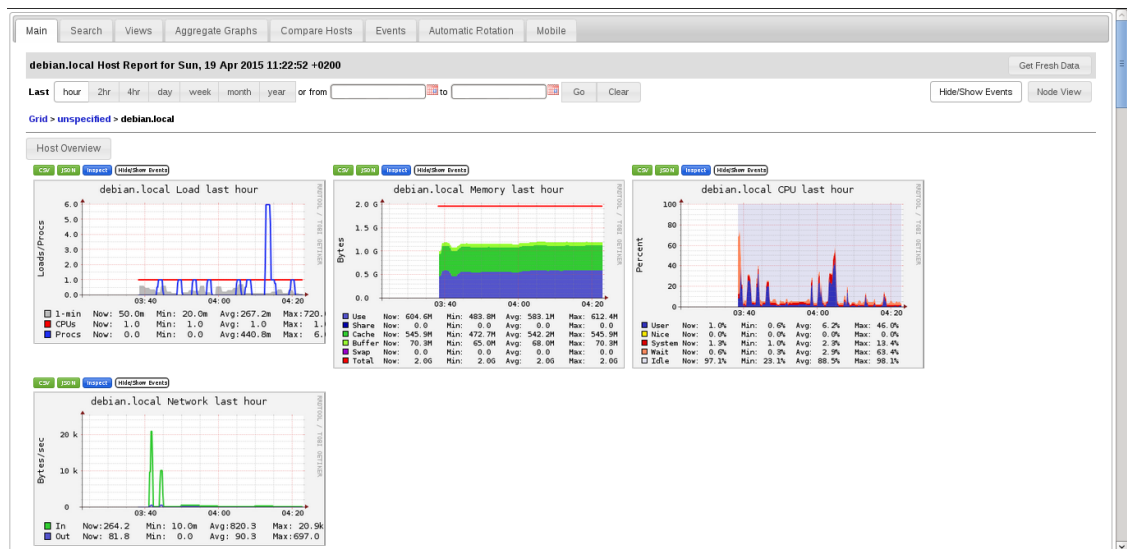 Main Search Views Aggregate Graphs Compare Hosts Events Automatic Rotation Mobile
debian.local Host Report for Sun, 19 Apr 2015 11:22:52 +0200 Get Fresh Data
Last hour 2hr 4hr day week month year or from to Go Clear Hide/Show Events Node View
Grid > unspecified > debian.local
Host Overview
CSV JSON Inspect Hide/Show Events
debian.local Load last hour
RRDTOOL / TOBI OETIKER
Loads/Procs
6.0
5.0
4.0
3.0
2.0
1.0
0.0
03:40 04:00 04:20
1-min Now: 50.0m Min: 20.0m Avg:267.2m Max:720.
CPUs Now: 1.0 Min: 1.0 Avg: 1.0 Max: 1.
Procs Now: 0.0 Min: 0.0 Avg:440.8m Max: 6.
CSV JSON Inspect Hide/Show Events
debian.local Memory last hour
RRDTOOL / TOBI OETIKER
Bytes
2.0 G
1.5 G
1.0 G
0.5 G
0.0
03:40 04:00 04:20
Use Now: 604.6M Min: 483.8M Avg: 583.1M Max: 612.4M
Share Now: 0.0 Min: 0.0 Avg: 0.0 Max: 0.0
Cache Now: 545.9M Min: 472.7M Avg: 542.2M Max: 545.9M
Buffer Now: 70.3M Min: 65.0M Avg: 68.0M Max: 70.3M
Swap Now: 0.0 Min: 0.0 Avg: 0.0 Max: 0.0
Total Now: 2.0G Min: 2.0G Avg: 2.0G Max: 2.0G
CSV JSON Inspect Hide/Show Events
debian.local CPU last hour
RRDTOOL / TOBI OETIKER
Percent
100
80
60
40
20
0
03:40 04:00 04:20
User Now: 1.0% Min: 0.6% Avg: 6.2% Max: 46.0%
Nice Now: 0.0% Min: 0.0% Avg: 0.0% Max: 0.0%
System Now: 1.3% Min: 1.0% Avg: 2.3% Max: 13.4%
Wait Now: 0.6% Min: 0.3% Avg: 2.9% Max: 63.4%
Idle Now: 97.1% Min: 23.1% Avg: 88.5% Max: 98.1%
CSV JSON Inspect Hide/Show Events
debian.local Network last hour
RRDTOOL / TOBI OETIKER
Bytes/sec
20 k
10 k
0
03:40 04:00 04:20
In Now:264.2 Min: 10.0m Avg:820.3 Max: 20.9k
Out Now: 81.8 Min: 0.0 Avg: 90.3 Max:697.0